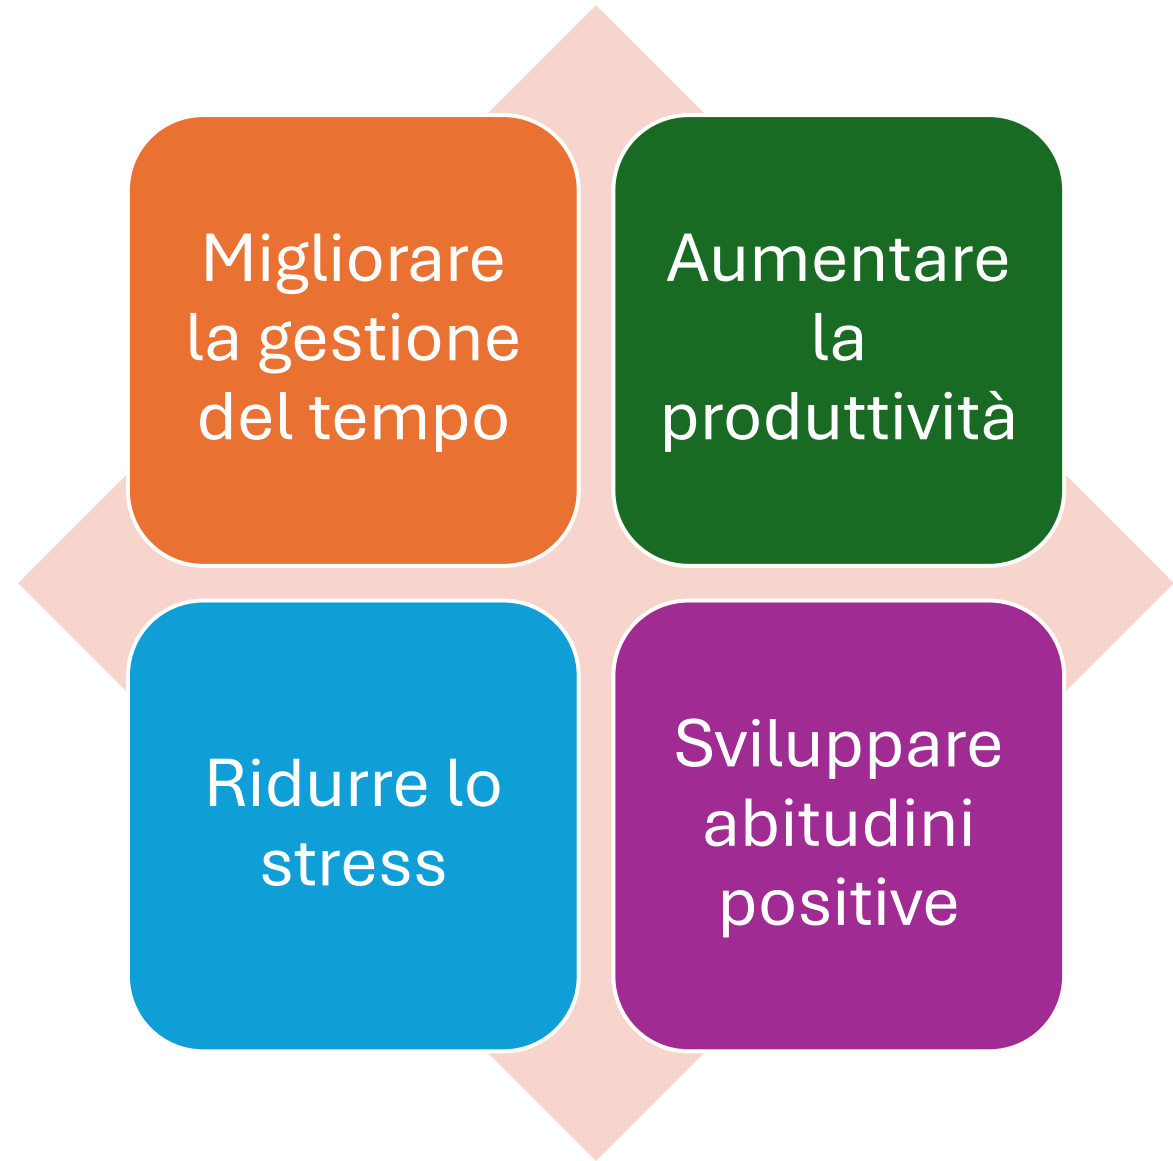 Migliorare
la gestione
del tempo
Aumentare
la
produttività
Ridurre lo
stress
Sviluppare
abitudini
positive